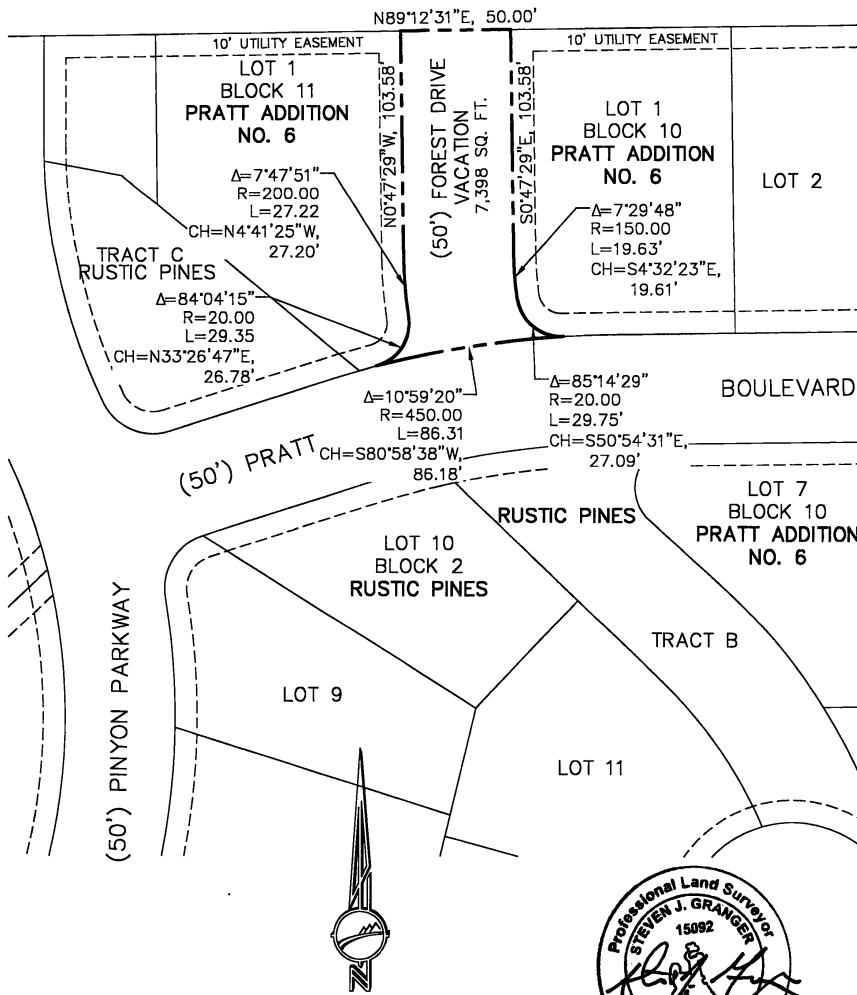 N89°12'31"E, 50.00'
10' UTILITY EASEMENT
10' UTILITY EASEMENT
LOT 1
BLOCK 11
PRATT ADDITION
NO. 6
N0°47'29"W, 103.58'
(50') FOREST DRIVE
VACATION
7,398 SQ. FT.
S0°47'29"E, 103.58'
LOT 1
BLOCK 10
PRATT ADDITION
NO. 6
LOT 2
Δ=7°47'51"
R=200.00
L=27.22
CH=N4°41'25"W,
27.20'
Δ=7°29'48"
R=150.00
L=19.63'
CH=S4°32'23"E,
19.61'
TRACT C
RUSTIC PINES
Δ=84°04'15"
R=20.00
L=29.35
CH=N33°26'47"E,
26.78'
Δ=10°59'20"
R=450.00
L=86.31
CH=S80°58'38"W,
86.18'
Δ=85°14'29"
R=20.00
L=29.75'
CH=S50°54'31"E,
27.09'
(50') PRATT
BOULEVARD
LOT 10
BLOCK 2
RUSTIC PINES
RUSTIC PINES
LOT 7
BLOCK 10
PRATT ADDITION
NO. 6
TRACT B
LOT 9
LOT 11
(50') PINYON PARKWAY
N
Professional Land Surveyor
STEVEN J. GRANGER
15092